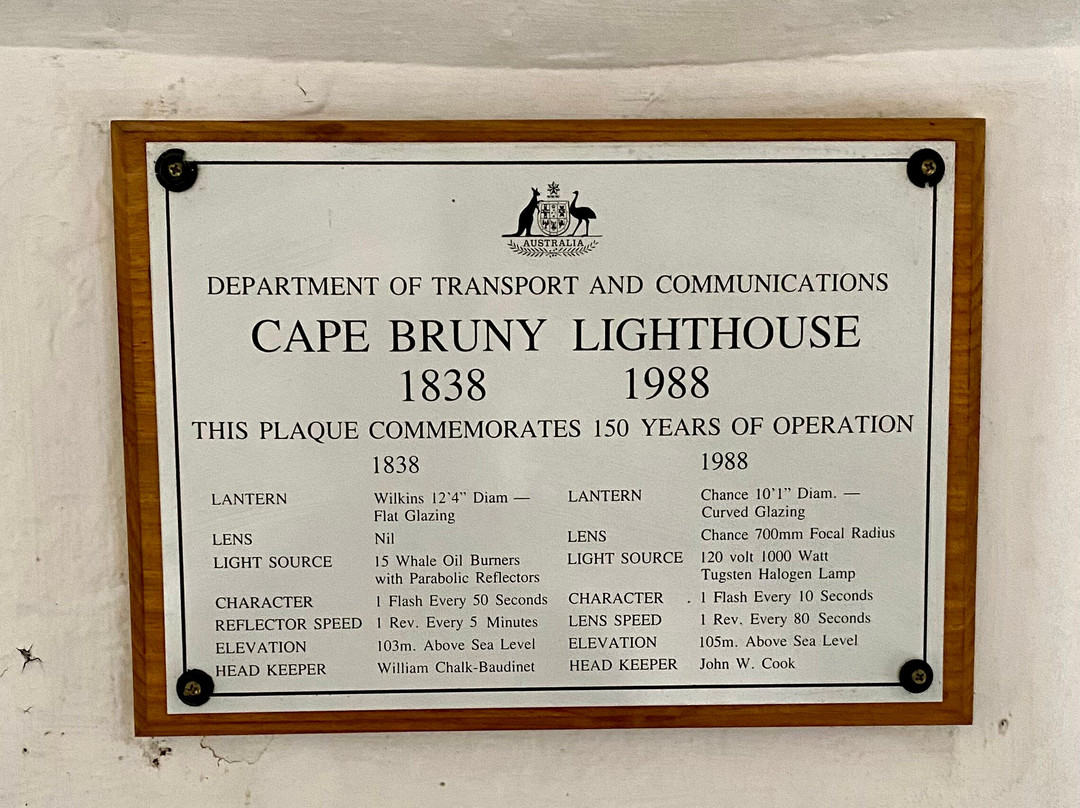 AUSTRALIA
DEPARTMENT OF TRANSPORT AND COMMUNICATIONS
CAPE BRUNY LIGHTHOUSE
1838 1988
THIS PLAQUE COMMEMORATES 150 YEARS OF OPERATION
1838 1988
LANTERN Wilkins 12'4" Diam — LANTERN Chance 10'1" Diam. —
Flat Glazing Curved Glazing
LENS Nil LENS Chance 700mm Focal Radius
LIGHT SOURCE 15 Whale Oil Burners LIGHT SOURCE 120 volt 1000 Watt
with Parabolic Reflectors Tugsten Halogen Lamp
CHARACTER 1 Flash Every 50 Seconds CHARACTER . 1 Flash Every 10 Seconds
REFLECTOR SPEED 1 Rev. Every 5 Minutes LENS SPEED 1 Rev. Every 80 Seconds
ELEVATION 103m. Above Sea Level ELEVATION 105m. Above Sea Level
HEAD KEEPER William Chalk-Baudinet HEAD KEEPER John W. Cook